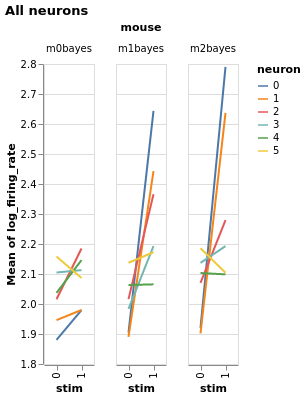 All neurons
mouse
m0bayes m1bayes m2bayes
neuron
0
1
2
3
4
5
Mean of log_firing_rate
2.8
2.7
2.6
2.5
2.4
2.3
2.2
2.1
2.0
1.9
1.8
0 1 0 1 0 1
stim stim stim